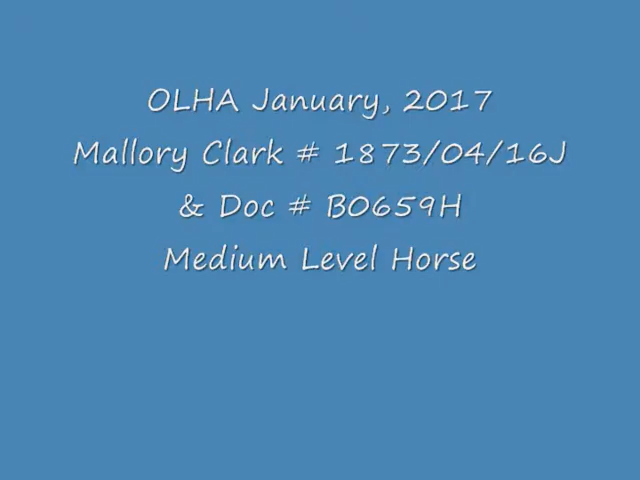 OLHA January, 2017
Mallory Clark # 1873/04/16J
& Doc # B0659H
Medium Level Horse